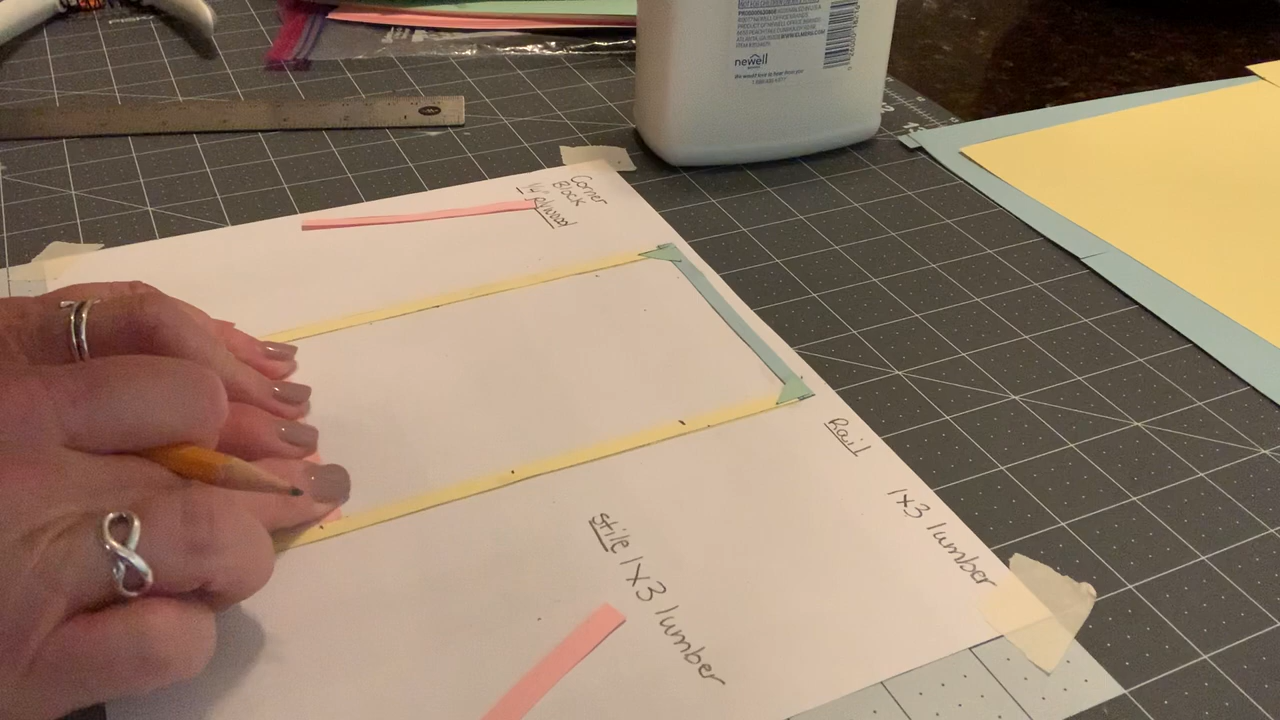 newell
Corner
Block
1/4" plywood
Rail
1x3 lumber
stile 1x3 lumber